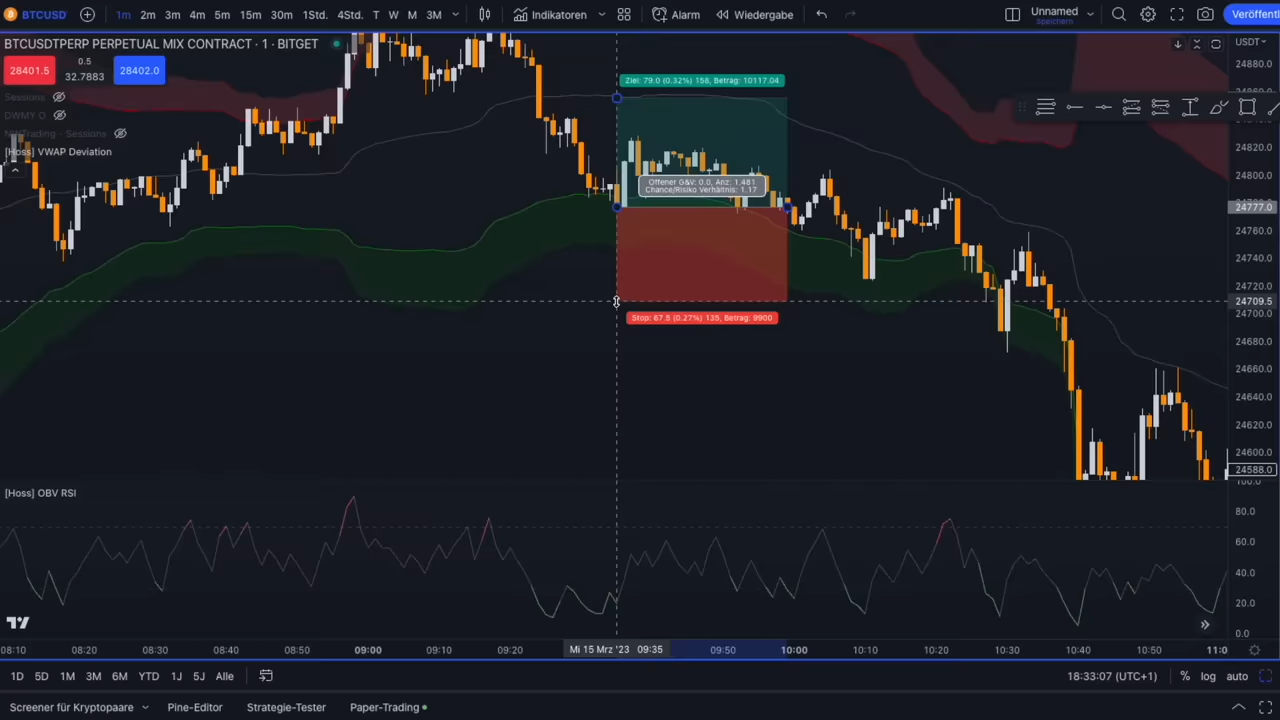 BTCUSD 1m 2m 3m 4m 5m 15m 30m 1Std. 4Std. T W M 3M Indikatoren Alarm Wiedergabe Unnamed Speichern Veröffent
BTCUSDTPERP PERPETUAL MIX CONTRACT · 1 · BITGET
USDT
28401.5 0.5 32.7883 28402.0
Sessions
DWMY O
[Hoss] VWAP Deviation
Ziel: 79.0 (0.32%) 158, Betrag: 10117.04
Offener G&V: 0.0, Anz: 1.481
Chance/Risiko Verhältnis: 1.17
Stop: 67.5 (0.27%) 135, Betrag: 9900
24880.0
24820.0
24800.0
24777.0
24760.0
24740.0
24720.0
24709.5
24700.0
24680.0
24660.0
24640.0
24620.0
24600.0
24588.0
[Hoss] OBV RSI
80.0
60.0
40.0
20.0
0.0
08:10 08:20 08:30 08:40 08:50 09:00 09:10 09:20 Mi 15 Mrz '23 09:35 09:50 10:00 10:10 10:20 10:30 10:40 10:50 11:0
1D 5D 1M 3M 6M YTD 1J 5J Alle 18:33:07 (UTC+1) % log auto
Screener für Kryptopaare Pine-Editor Strategie-Tester Paper-Trading